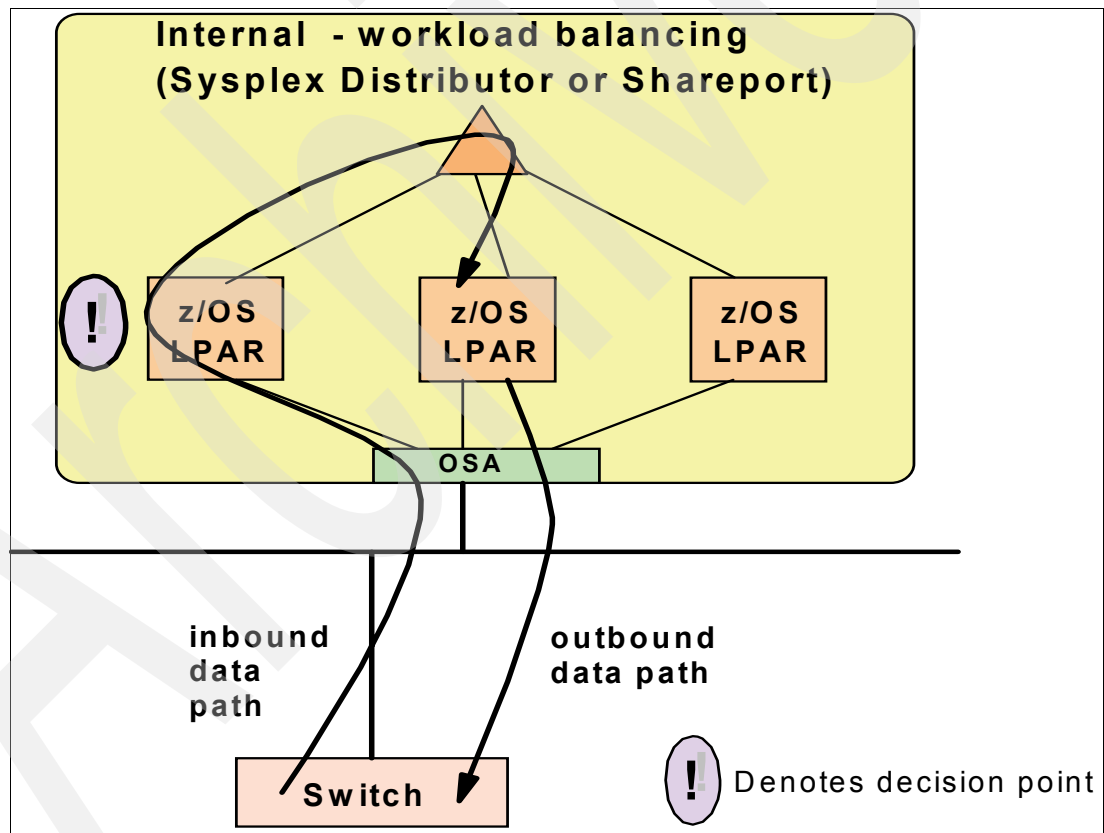 Internal - workload balancing
(Sysplex Distributor or Shareport)
!!
z/OS
LPAR
z/OS
LPAR
z/OS
LPAR
OSA
inbound
data
path
outbound
data path
Switch
!!
Denotes decision point